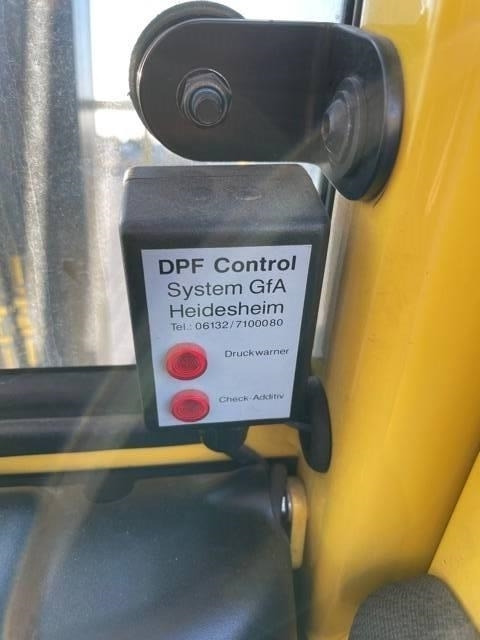 DPF Control
System GfA
Heidesheim
Tel.: 06132/7100080
Druckwarner
Check-Additiv